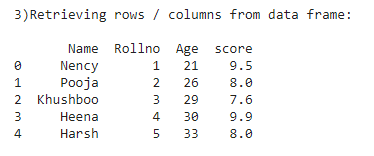 3)Retrieving rows / columns from data frame:
Name Rollno Age score
0 Nency 1 21 9.5
1 Pooja 2 26 8.0
2 Khushboo 3 29 7.6
3 Heena 4 30 9.9
4 Harsh 5 33 8.0